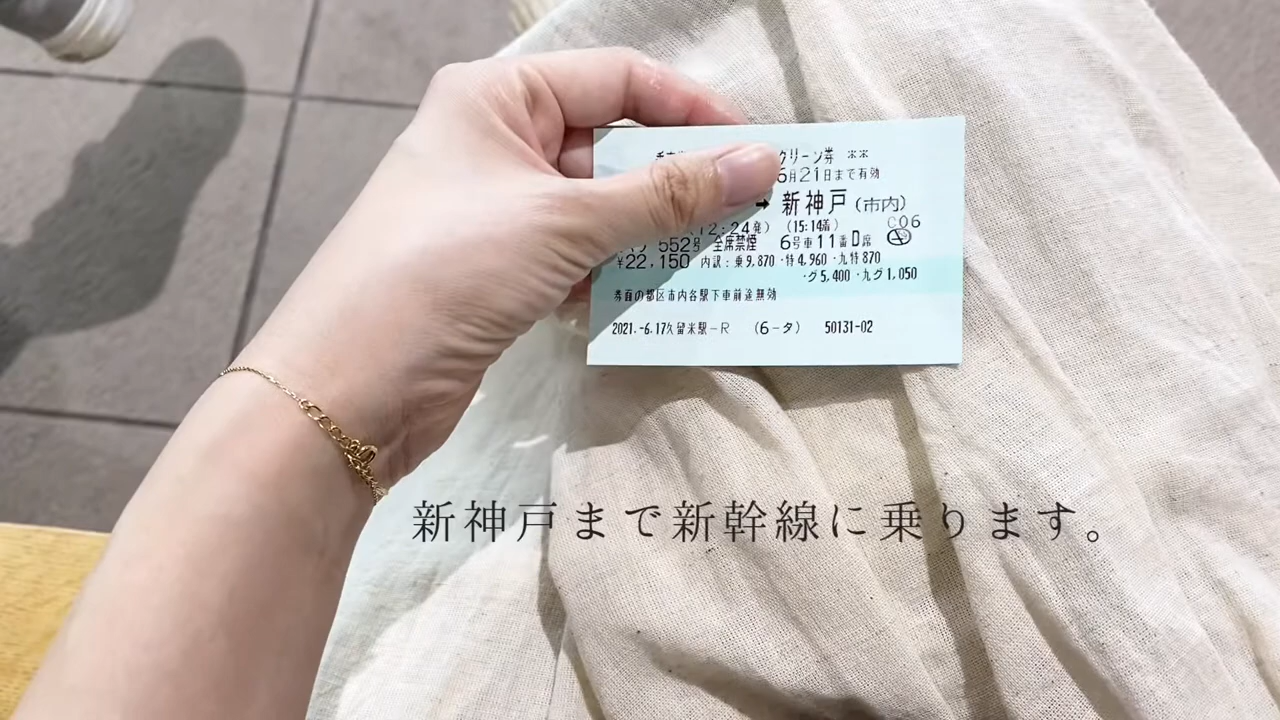 クリーン券 ※※
6月21日まで有効
→ 新神戸(市内)
(12:24発) (15:14着) C06
552号 全席禁煙 6号車11番D席
¥22,150 内訳:乗9,870・特4,960・九特870
・グ5,400・九グ1,050
券面の都区市内各駅下車前途無効
2021.-6.17久留米駅-R (6-タ) 50131-02
新神戸まで新幹線に乗ります。